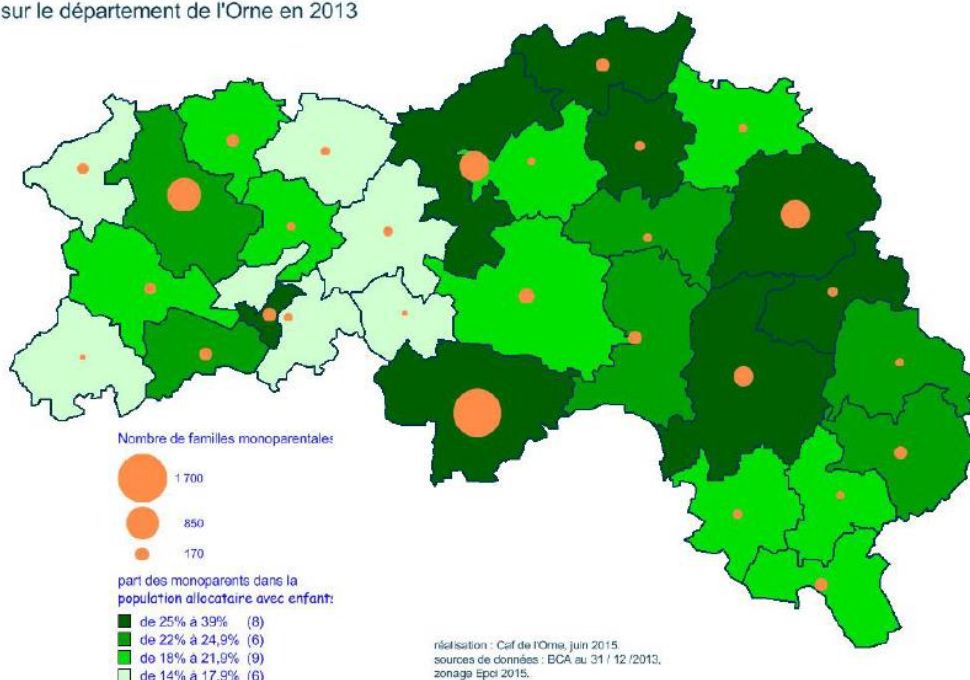 sur le département de l'Orne en 2013
Nombre de familles monoparentales
1 700
850
170
part des monoparents dans la
population allocataire avec enfants
de 25% à 39% (8)
de 22% à 24,9% (6)
de 18% à 21,9% (9)
de 14% à 17,9% (6)
réalisation : Caf de l'Orne, juin 2015.
sources de données : BCA au 31 / 12 /2013,
zonage Epci 2015.